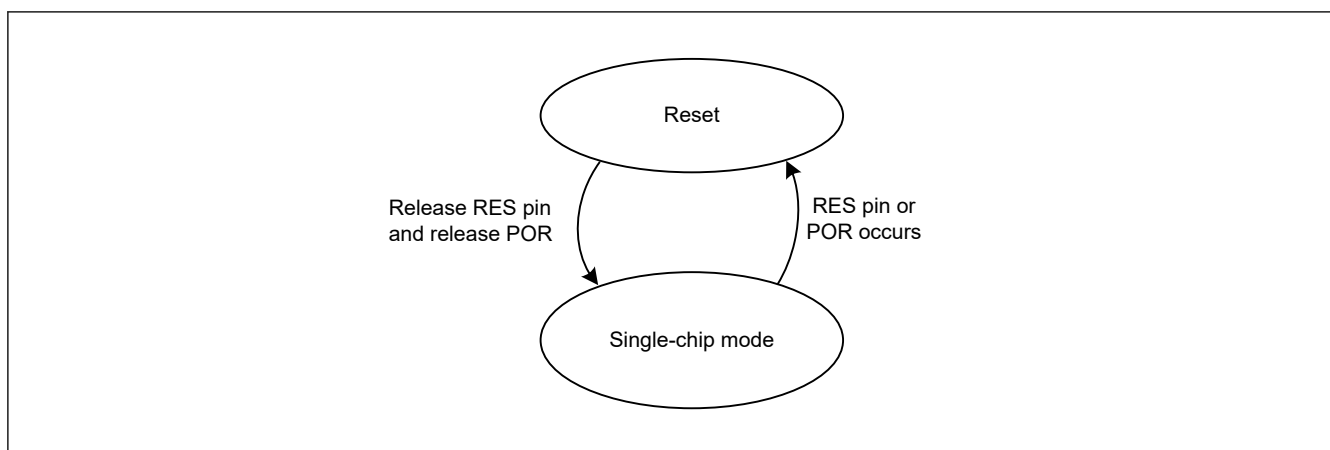 Reset
Release RES pin
and release POR
RES pin or
POR occurs
Single-chip mode